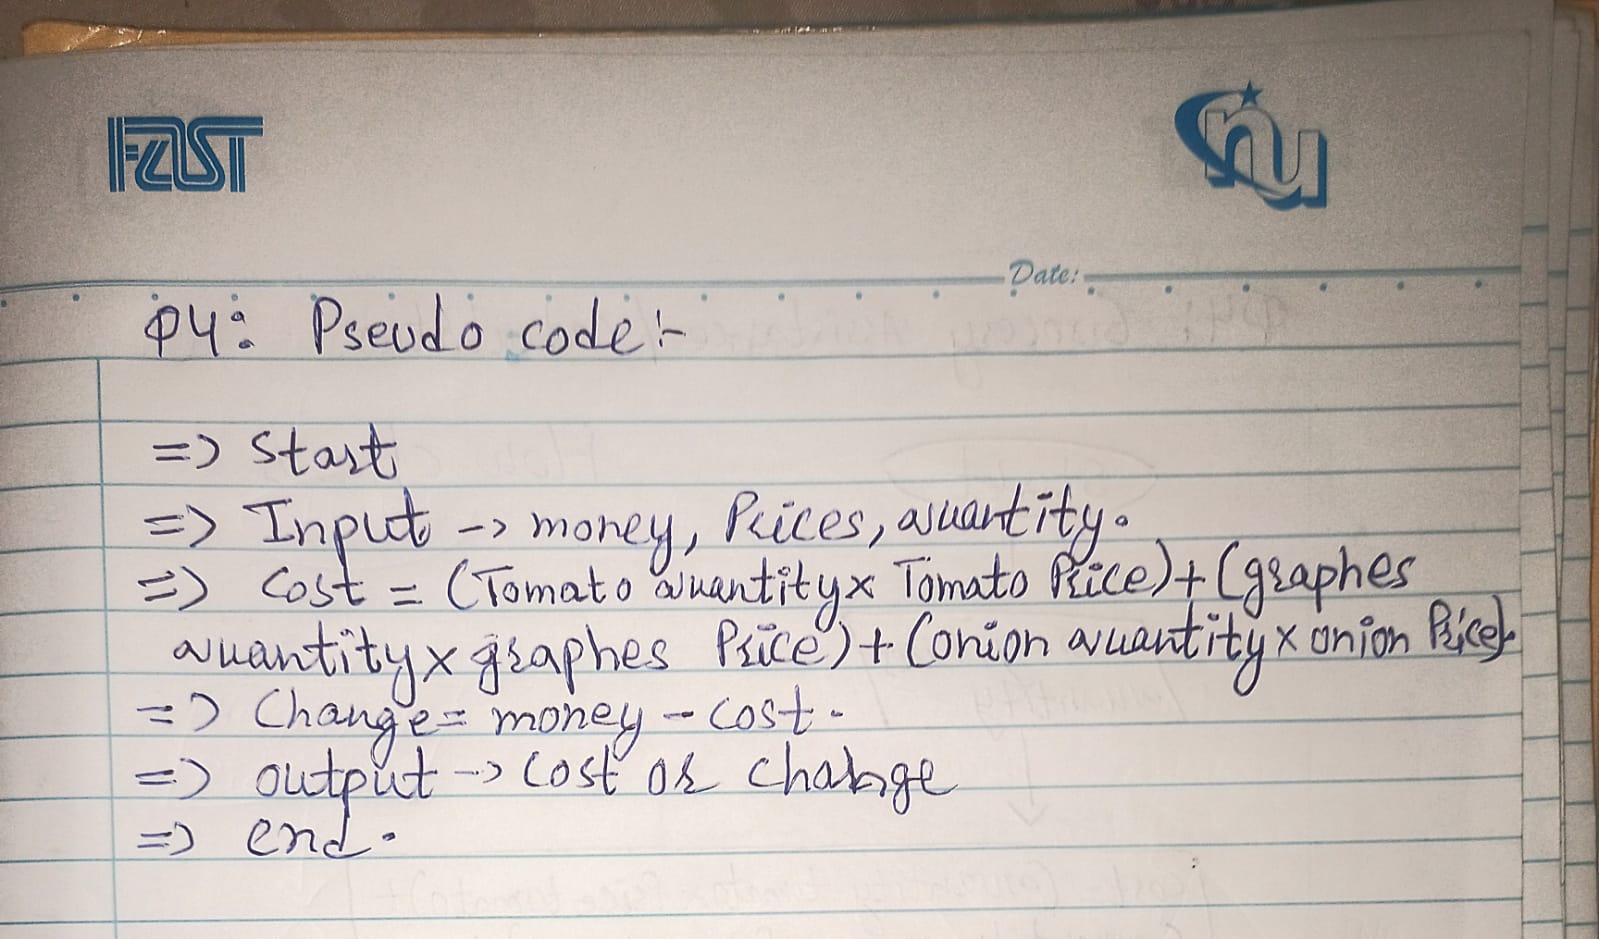 FAST
nu
Date:
P4: Pseudo code:-
=> Start
=> Input -> money, Prices, quantity.
=> Cost = (Tomato quantity x Tomato Price) + (graphes
quantity x graphes Price) + (onion quantity x onion Price).
=> Change = money - cost.
=> output -> Cost or change
=> end.